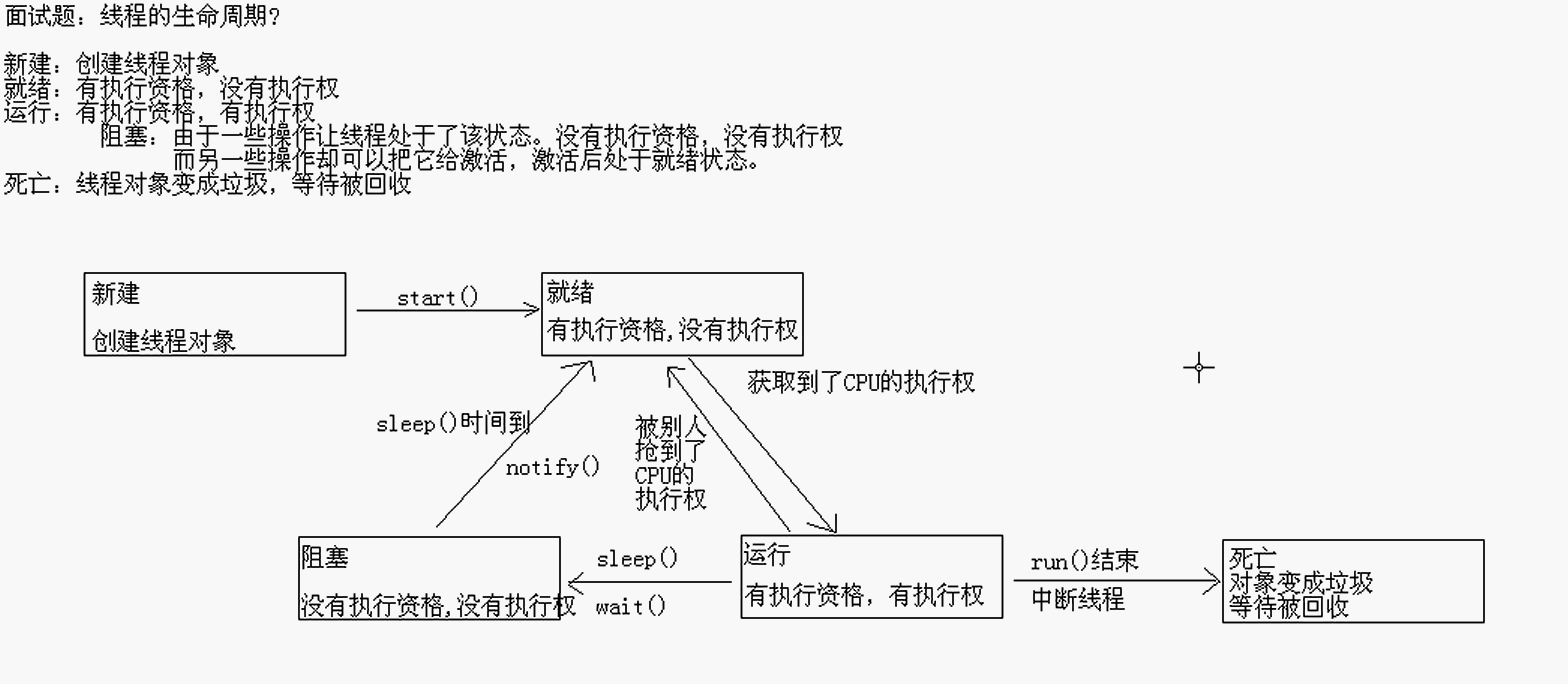 面试题：线程的生命周期?
新建：创建线程对象
就绪：有执行资格，没有执行权
运行：有执行资格，有执行权
阻塞：由于一些操作让线程处于了该状态。没有执行资格，没有执行权
而另一些操作却可以把它给激活，激活后处于就绪状态。
死亡：线程对象变成垃圾，等待被回收
新建
创建线程对象
start()
就绪
有执行资格,没有执行权
获取到了CPU的执行权
sleep()时间到
notify()
被别人
抢到了
CPU的
执行权
阻塞
没有执行资格,没有执行权
sleep()
wait()
运行
有执行资格，有执行权
run()结束
中断线程
死亡
对象变成垃圾
等待被回收